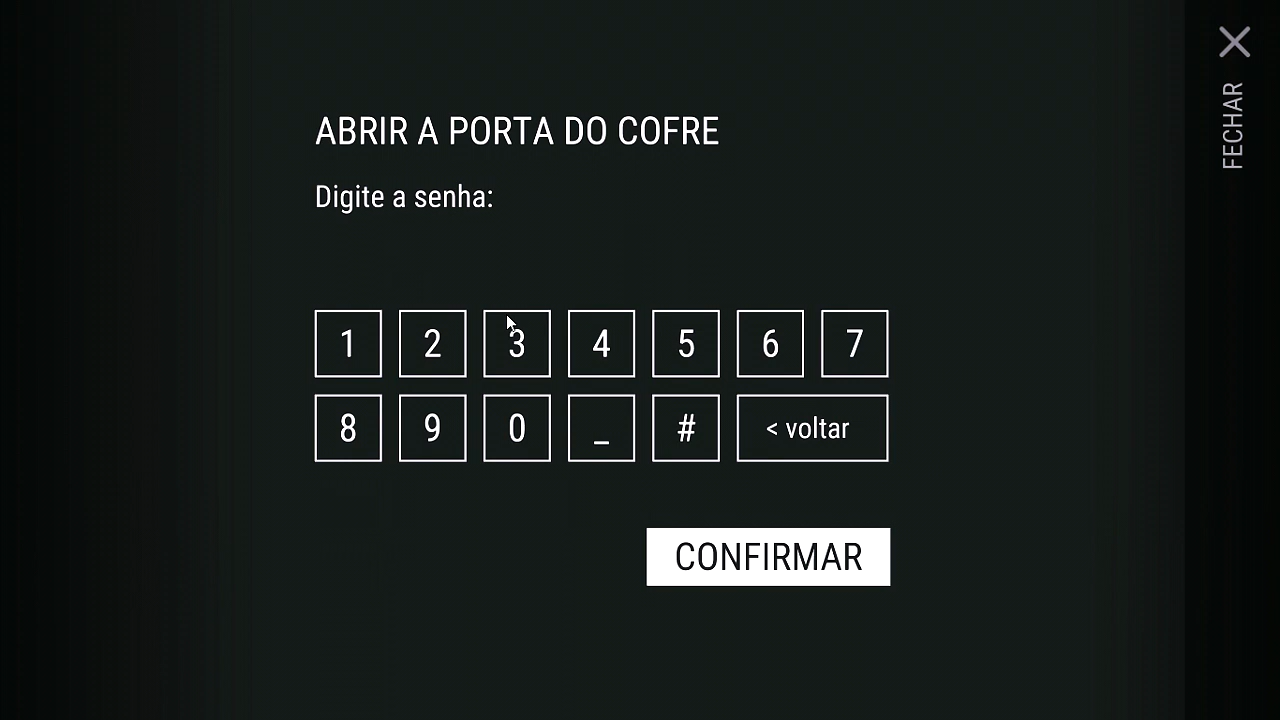 ABRIR A PORTA DO COFRE
Digite a senha:
1 2 3 4 5 6 7
8 9 0 _ # < voltar
CONFIRMAR
FECHAR